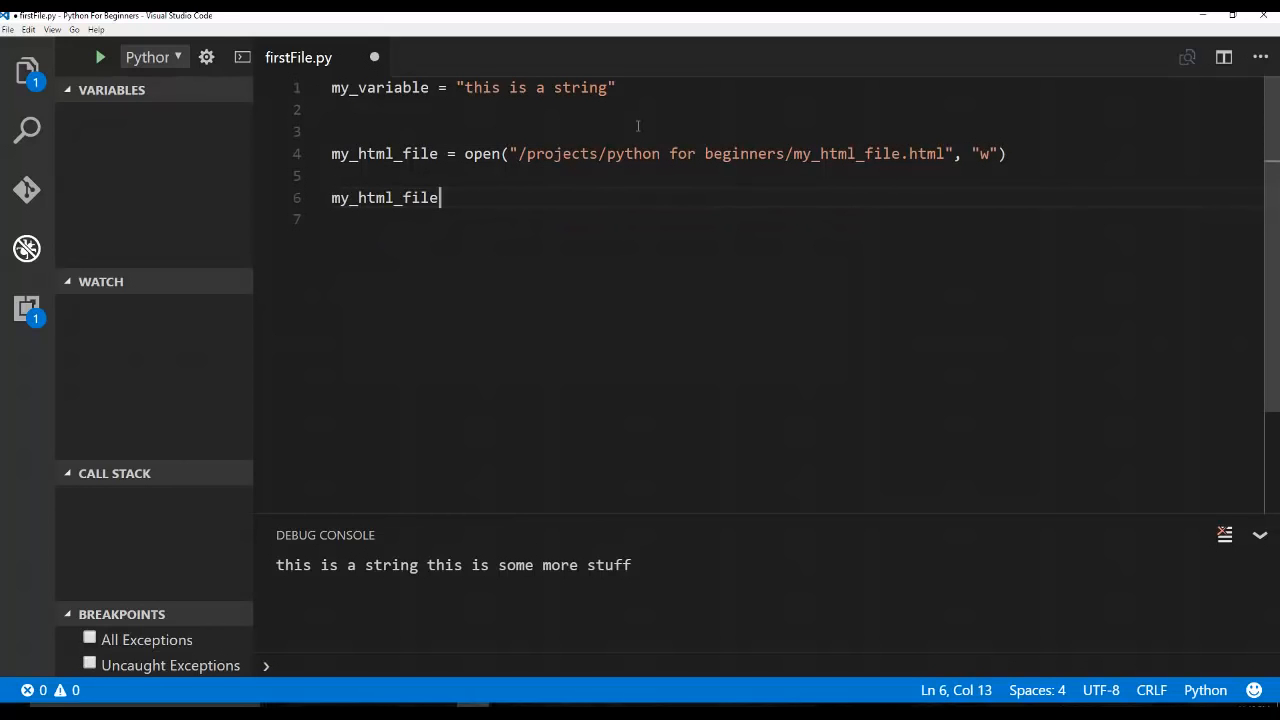 firstFile.py - Python For Beginners - Visual Studio Code
File Edit View Go Help
Python firstFile.py
1 VARIABLES
1 my_variable = "this is a string"
2
3
4 my_html_file = open("/projects/python for beginners/my_html_file.html", "w")
5
6 my_html_file
7
WATCH
1
CALL STACK
DEBUG CONSOLE
this is a string this is some more stuff
BREAKPOINTS
All Exceptions
Uncaught Exceptions
0 0 Ln 6, Col 13 Spaces: 4 UTF-8 CRLF Python